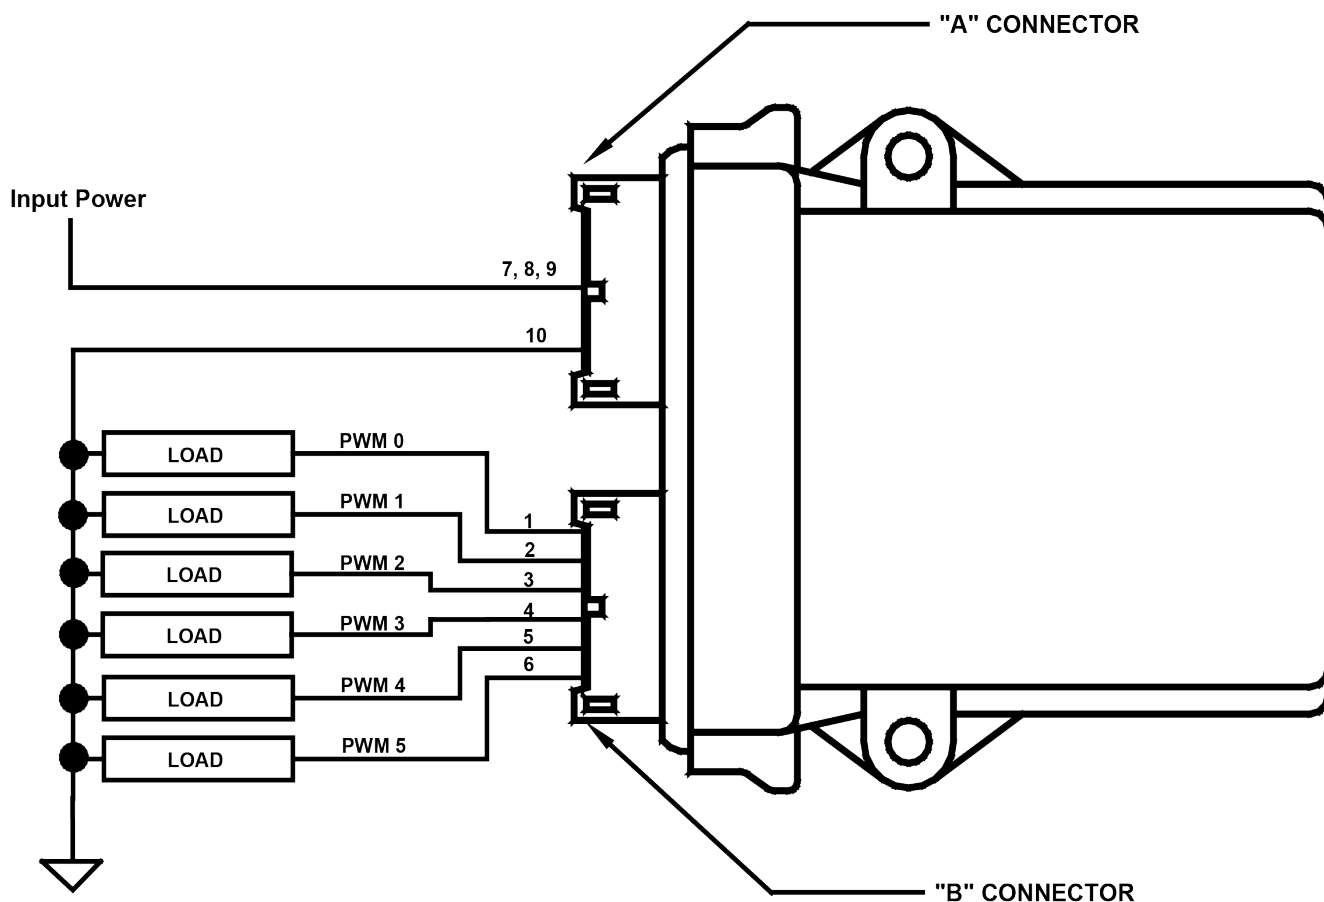 "A" CONNECTOR
Input Power
7, 8, 9
10
PWM 0
LOAD
PWM 1
LOAD
1
2
PWM 2
LOAD
3
4
PWM 3
LOAD
5
6
PWM 4
LOAD
PWM 5
LOAD
"B" CONNECTOR